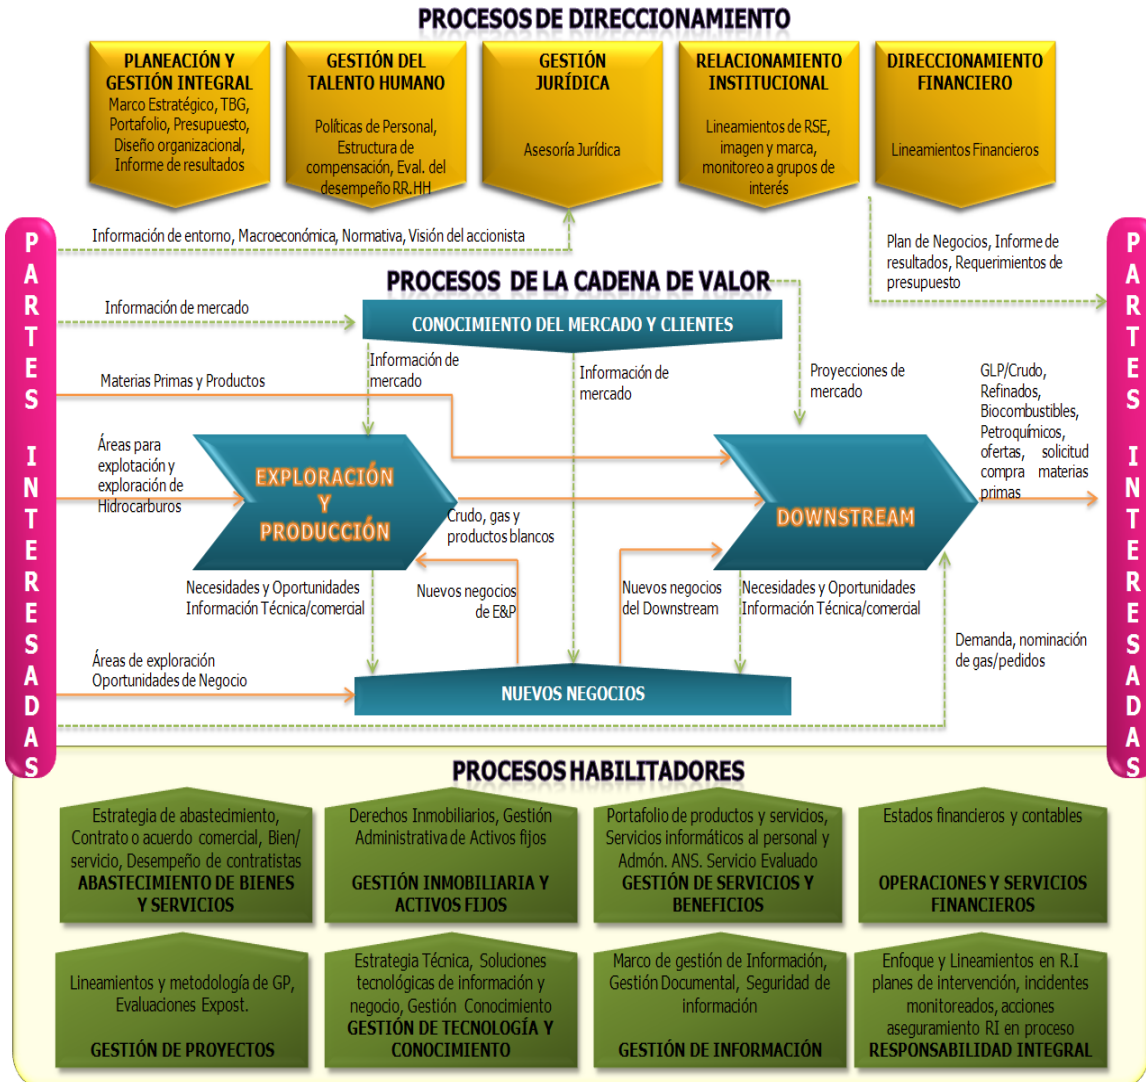 PROCESOS DE DIRECCIONAMIENTO
PLANEACIÓN Y
GESTIÓN INTEGRAL
Marco Estratégico, TBG,
Portafolio, Presupuesto,
Diseño organizacional,
Informe de resultados
GESTIÓN DEL
TALENTO HUMANO
Políticas de Personal,
Estructura de
compensación, Eval. del
desempeño RR.HH
GESTIÓN
JURÍDICA
Asesoría Jurídica
RELACIONAMIENTO
INSTITUCIONAL
Lineamientos de RSE,
imagen y marca,
monitoreo a grupos de
interés
DIRECCIONAMIENTO
FINANCIERO
Lineamientos Financieros
PARTES INTERESADAS
Información de entorno, Macroeconómica, Normativa, Visión del accionista
Plan de Negocios, Informe de
resultados, Requerimientos de
presupuesto
PARTES INTERESADAS
PROCESOS DE LA CADENA DE VALOR
Información de mercado
CONOCIMIENTO DEL MERCADO Y CLIENTES
Información de
mercado
Información de
mercado
Proyecciones de
mercado
Materias Primas y Productos
GLP/Crudo,
Refinados,
Biocombustibles,
Petroquímicos,
ofertas, solicitud
compra materias
primas
Áreas para
explotación y
exploración de
Hidrocarburos
EXPLORACIÓN
Y
PRODUCCIÓN
Crudo, gas y
productos blancos
DOWNSTREAM
Necesidades y Oportunidades
Información Técnica/comercial
Nuevos negocios
de E&P
Nuevos negocios
del Downstream
Necesidades y Oportunidades
Información Técnica/comercial
Demanda, nominación
de gas/pedidos
Áreas de exploración
Oportunidades de Negocio
NUEVOS NEGOCIOS
PROCESOS HABILITADORES
Estrategia de abastecimiento,
Contrato o acuerdo comercial, Bien/
servicio, Desempeño de contratistas
ABASTECIMIENTO DE BIENES
Y SERVICIOS
Derechos Inmobiliarios, Gestión
Administrativa de Activos fijos
GESTIÓN INMOBILIARIA Y
ACTIVOS FIJOS
Portafolio de productos y servicios,
Servicios informáticos al personal y
Admón. ANS. Servicio Evaluado
GESTIÓN DE SERVICIOS Y
BENEFICIOS
Estados financieros y contables
OPERACIONES Y SERVICIOS
FINANCIEROS
Lineamientos y metodología de GP,
Evaluaciones Expost.
GESTIÓN DE PROYECTOS
Estrategia Técnica, Soluciones
tecnológicas de información y
negocio, Gestión Conocimiento
GESTIÓN DE TECNOLOGÍA Y
CONOCIMIENTO
Marco de gestión de Información,
Gestión Documental, Seguridad de
información
GESTIÓN DE INFORMACIÓN
Enfoque y Lineamientos en R.I
planes de intervención, incidentes
monitoreados, acciones
aseguramiento RI en proceso
RESPONSABILIDAD INTEGRAL